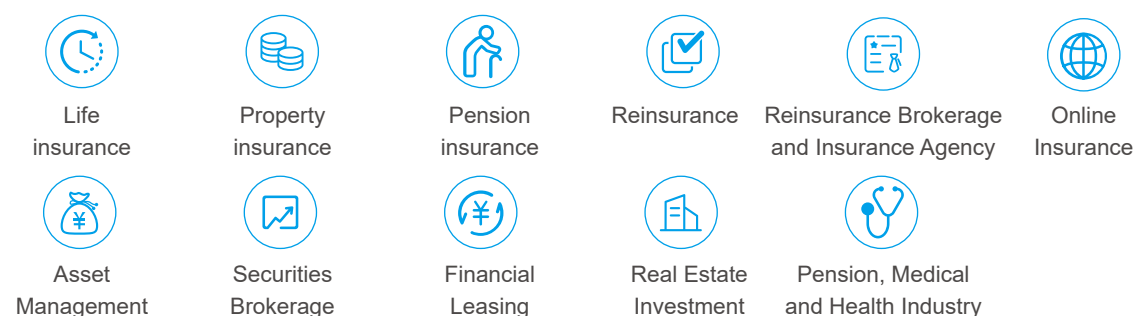 Life
insurance
Property
insurance
Pension
insurance
Reinsurance
Reinsurance Brokerage
and Insurance Agency
Online
Insurance
¥
Asset
Management
Securities
Brokerage
¥
Financial
Leasing
Real Estate
Investment
Pension, Medical
and Health Industry